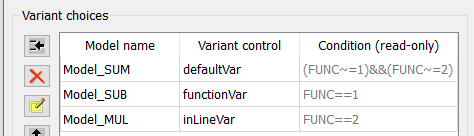 Variant choices
Model name Variant control Condition (read-only)
Model_SUM defaultVar (FUNC~=1)&&(FUNC~=2)
Model_SUB functionVar FUNC==1
Model_MUL inLineVar FUNC==2